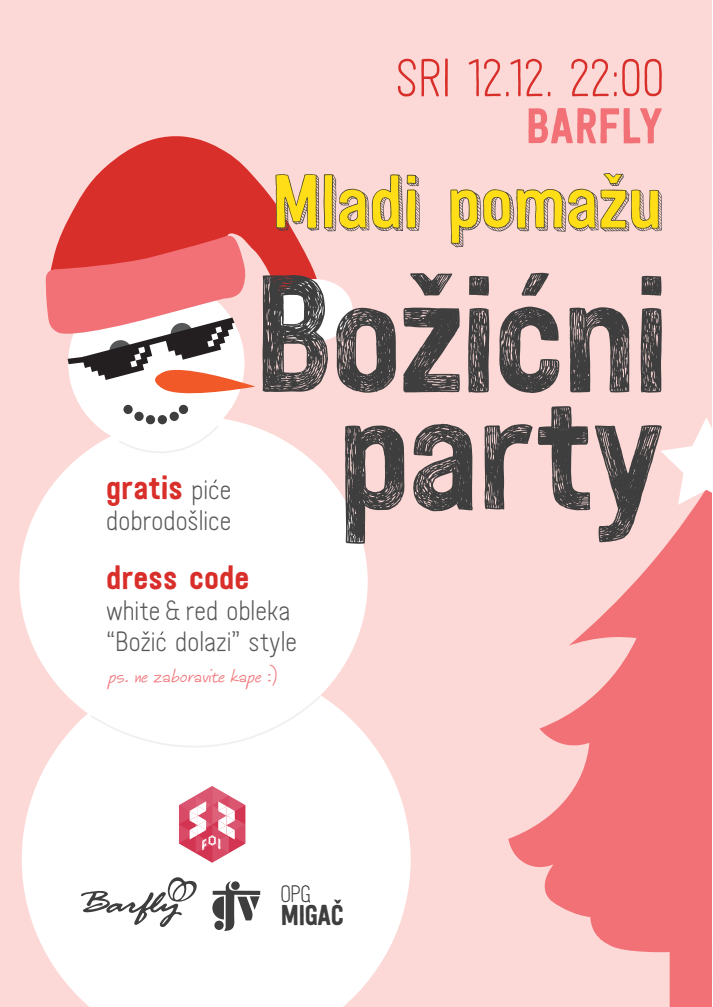 SRI 12.12. 22:00
BARFLY
Mladi pomažu
Božićni
party
gratis piće
dobrodošlice
dress code
white & red obleka
“Božić dolazi” style
ps. ne zaboravite kape :)
SZ
FOI
Barfly
gfv
OPG
MIGAČ